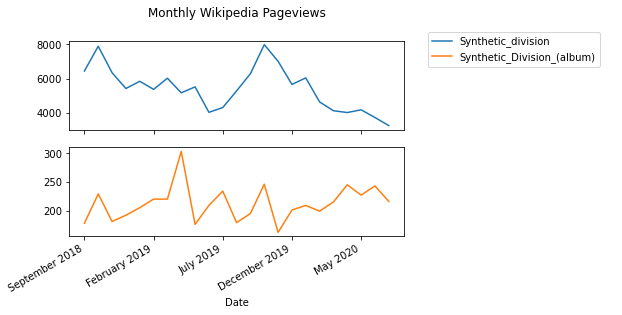 Monthly Wikipedia Pageviews
Synthetic_division
Synthetic_Division_(album)
8000
6000
4000
300
250
200
September 2018
February 2019
July 2019
December 2019
May 2020
Date